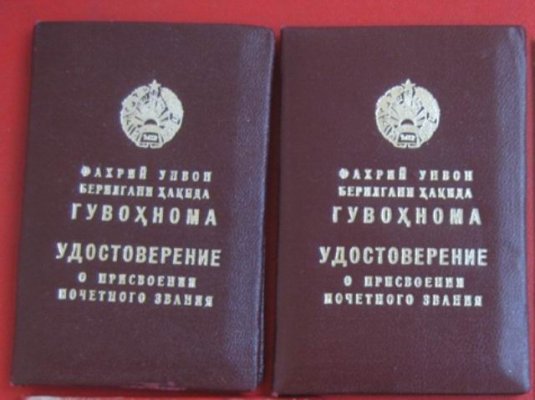 ФАХРИЙ УНВОН
БЕРИЛГАНИ ҲАҚИДА
ГУВОҲНОМА
УДОСТОВЕРЕНИЕ
О ПРИСВОЕНИИ
ПОЧЕТНОГО ЗВАНИЯ
ФАХРИЙ УНВОН
БЕРИЛГАНИ ҲАҚИДА
ГУВОҲНОМА
УДОСТОВЕРЕНИЕ
О ПРИСВОЕНИИ
ПОЧЕТНОГО ЗВАНИЯ